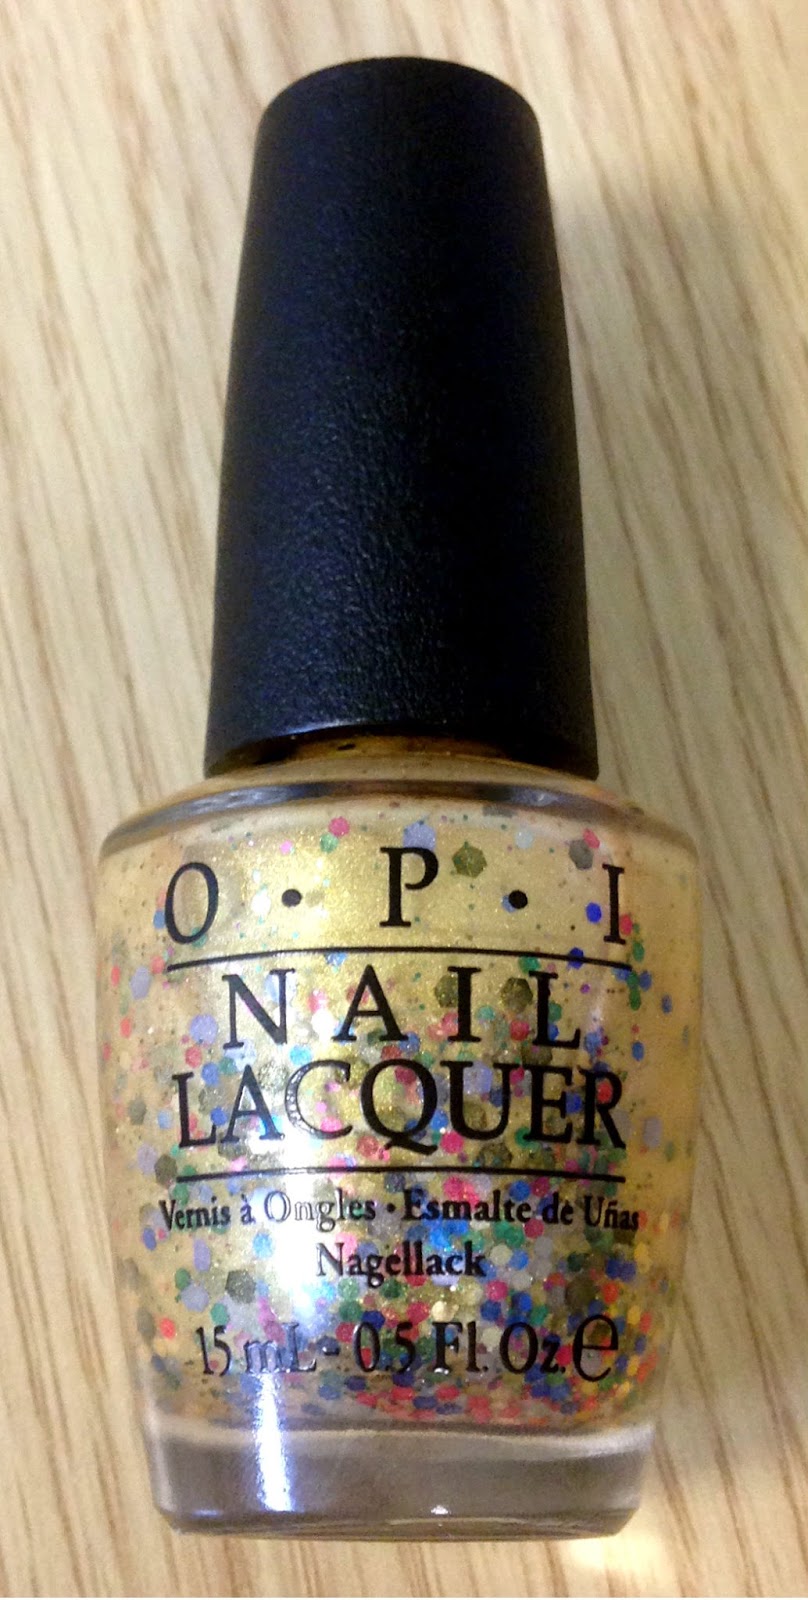 O • P • I
NAIL
LACQUER
Vernis à Ongles • Esmalte de Uñas
Nagellack
15 mL - 0.5 Fl. Oz. ℮